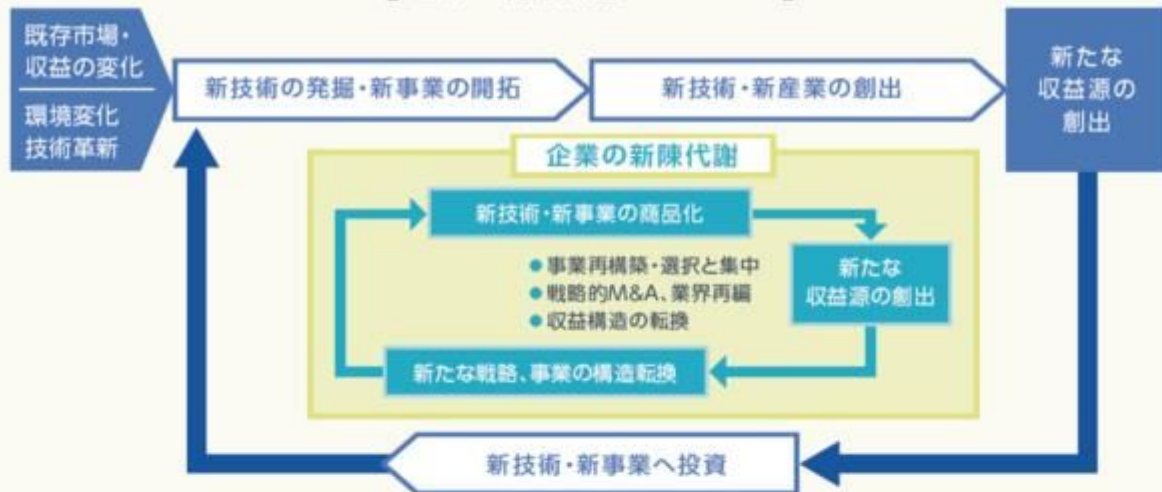 既存市場・
収益の変化
環境変化
技術革新
新技術の発掘・新事業の開拓
新技術・新産業の創出
新たな
収益源の
創出
企業の新陳代謝
新技術・新事業の商品化
●事業再構築・選択と集中
●戦略的M&A、業界再編
●収益構造の転換
新たな
収益源の創出
新たな戦略、事業の構造転換
新技術・新事業へ投資